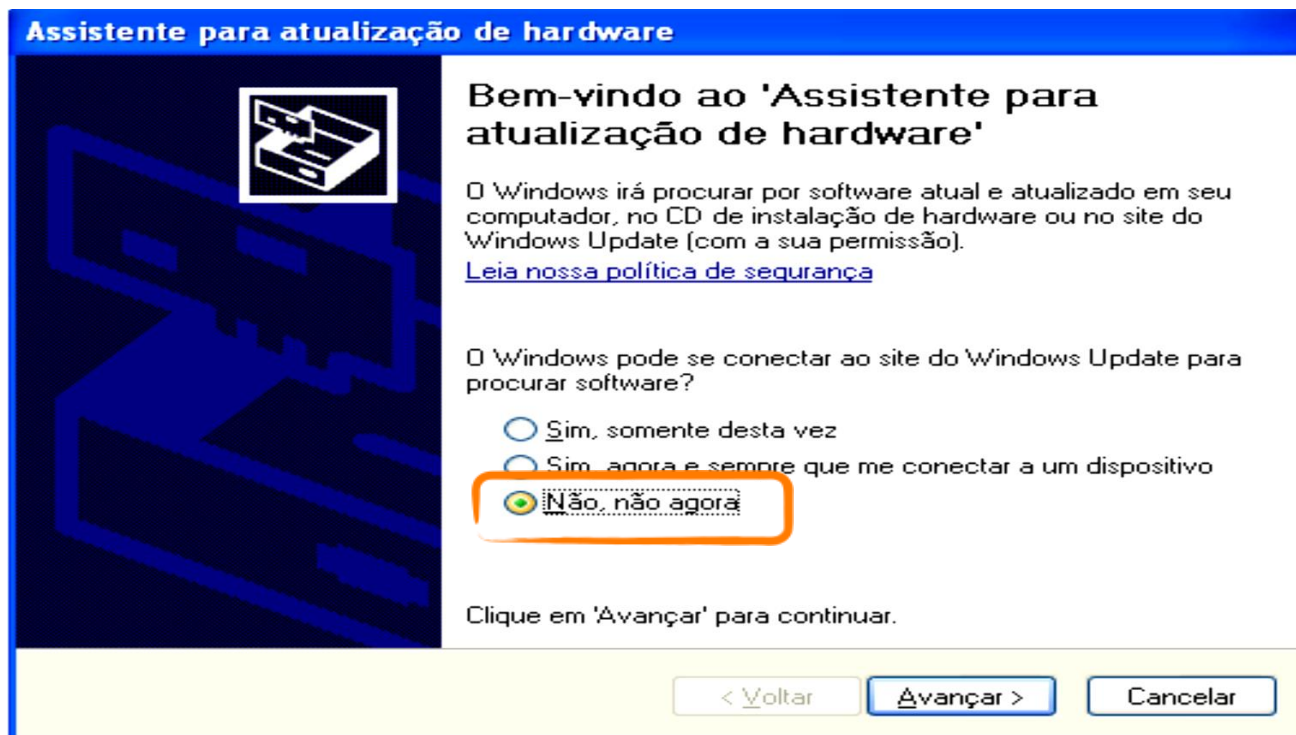 Assistente para atualização de hardware
Bem-vindo ao 'Assistente para
atualização de hardware'
O Windows irá procurar por software atual e atualizado em seu
computador, no CD de instalação de hardware ou no site do
Windows Update (com a sua permissão).
Leia nossa política de segurança
O Windows pode se conectar ao site do Windows Update para
procurar software?
Sim, somente desta vez
Sim, agora e sempre que me conectar a um dispositivo
Não, não agora
Clique em 'Avançar' para continuar.
< Voltar
Avançar >
Cancelar